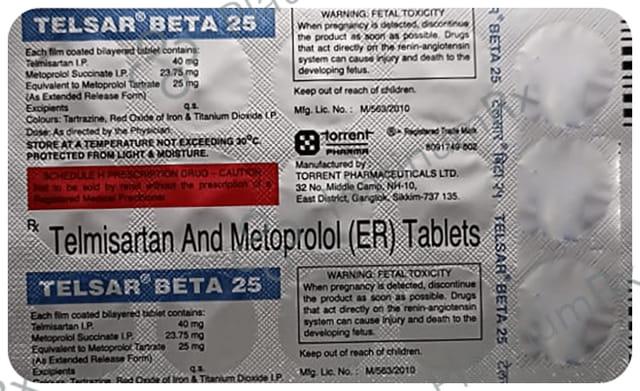 TELSAR® BETA 25
Each film coated bilayered tablet contains:
Telmisartan I.P. 40 mg
Metoprolol Succinate I.P. 23.75 mg
Equivalent to Metoprolol Tartrate 25 mg
(As Extended Release Form)
Excipients q.s.
Colours: Tartrazine, Red Oxide of Iron & Titanium Dioxide I.P.
Dose: As directed by the Physician.
STORE AT A TEMPERATURE NOT EXCEEDING 30°C.
PROTECTED FROM LIGHT & MOISTURE.
SCHEDULE H PRESCRIPTION DRUG - CAUTION
Not to be sold by retail without the prescription of a
Registered Medical Practitioner
WARNING: FETAL TOXICITY
When pregnancy is detected, discontinue
the product as soon as possible. Drugs
that act directly on the renin-angiotensin
system can cause injury and death to the
developing fetus.
Keep out of reach of children.
Mfg. Lic. No. : M/563/2010
torrent
PHARMA
® - Registered Trade Mark
8091749-802
Manufactured by :
TORRENT PHARMACEUTICALS LTD.
32 No. Middle Camp, NH-10,
East District, Gangtok, Sikkim-737 135.
Rx Telmisartan And Metoprolol (ER) Tablets
TELSAR® BETA 25
Each film coated bilayered tablet contains:
Telmisartan I.P. 40 mg
Metoprolol Succinate I.P. 23.75 mg
Equivalent to Metoprolol Tartrate 25 mg
(As Extended Release Form)
Excipients q.s.
Colours: Tartrazine, Red Oxide of Iron & Titanium Dioxide I.P.
WARNING: FETAL TOXICITY
When pregnancy is detected, discontinue
the product as soon as possible. Drugs
that act directly on the renin-angiotensin
system can cause injury and death to the
developing fetus.
Keep out of reach of children.
Mfg. Lic. No. : M/563/2010
BETA 25
TELSAR® BETA 25